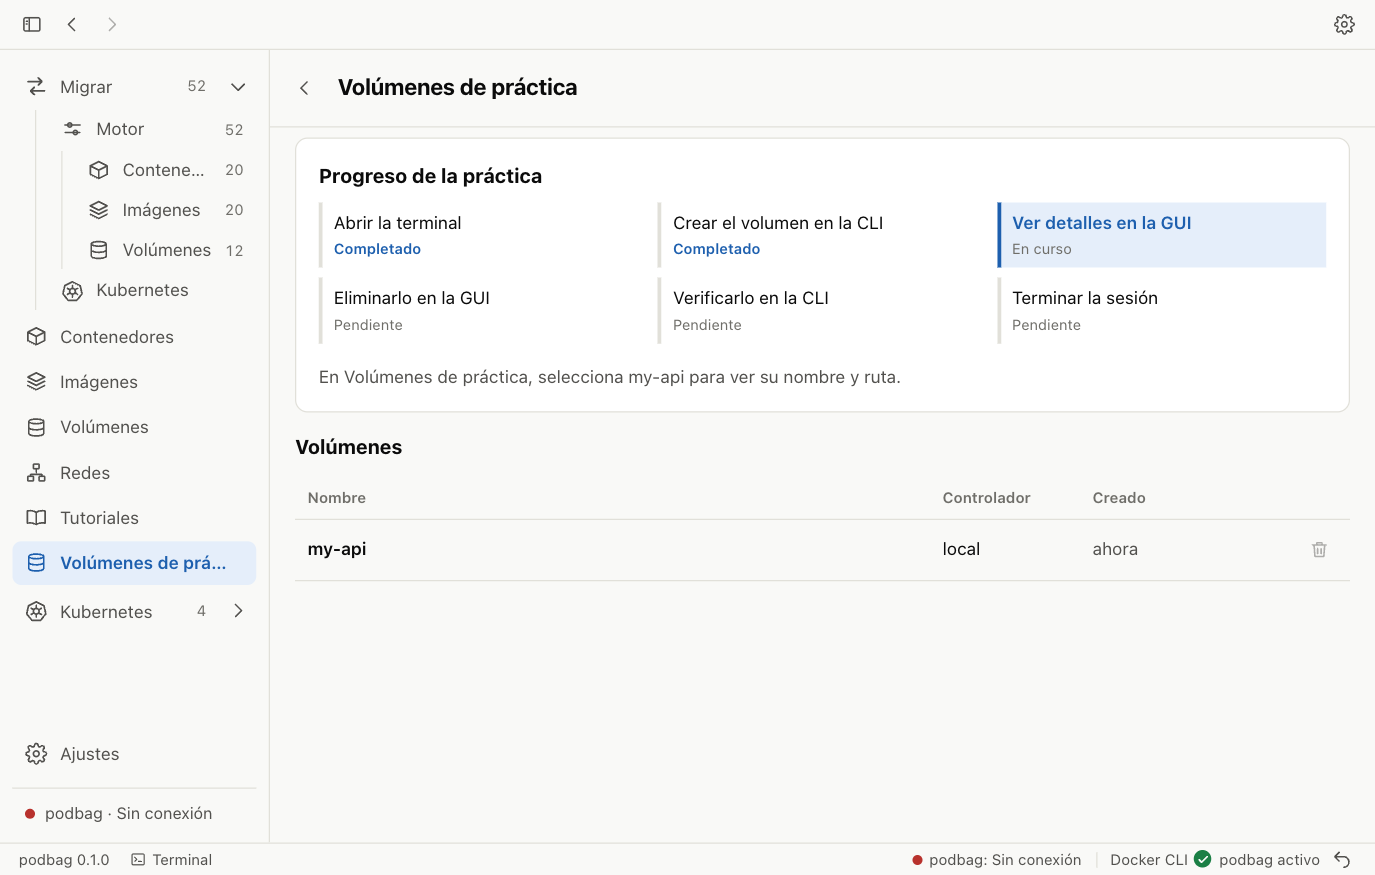 Migrar 52
Motor 52
Contene... 20
Imágenes 20
Volúmenes 12
Kubernetes
Contenedores
Imágenes
Volúmenes
Redes
Tutoriales
Volúmenes de prá...
Kubernetes 4
Ajustes
podbag · Sin conexión
Volúmenes de práctica
Progreso de la práctica
Abrir la terminal
Completado
Crear el volumen en la CLI
Completado
Ver detalles en la GUI
En curso
Eliminarlo en la GUI
Pendiente
Verificarlo en la CLI
Pendiente
Terminar la sesión
Pendiente
En Volúmenes de práctica, selecciona my-api para ver su nombre y ruta.
Volúmenes
Nombre Controlador Creado
my-api local ahora
podbag 0.1.0 Terminal podbag: Sin conexión Docker CLI podbag activo